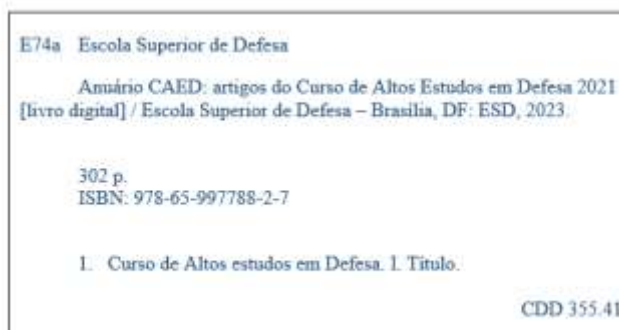 E74a Escola Superior de Defesa
Anuário CAED: artigos do Curso de Altos Estudos em Defesa 2021
[livro digital] / Escola Superior de Defesa – Brasília, DF: ESD, 2023.
302 p.
ISBN: 978-65-997788-2-7
1. Curso de Altos estudos em Defesa. I. Título.
CDD 355.41